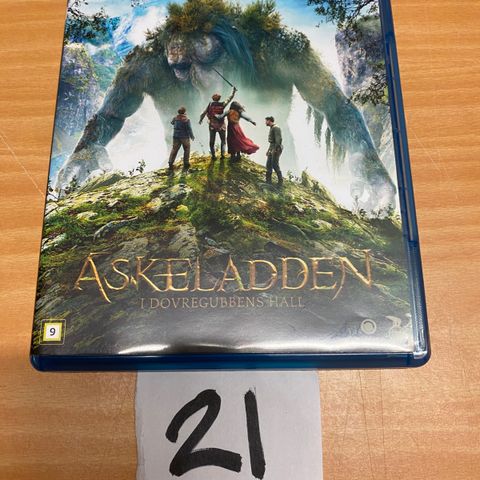 ASKELADDEN
I DOVREGUBBENS HALL
9
21